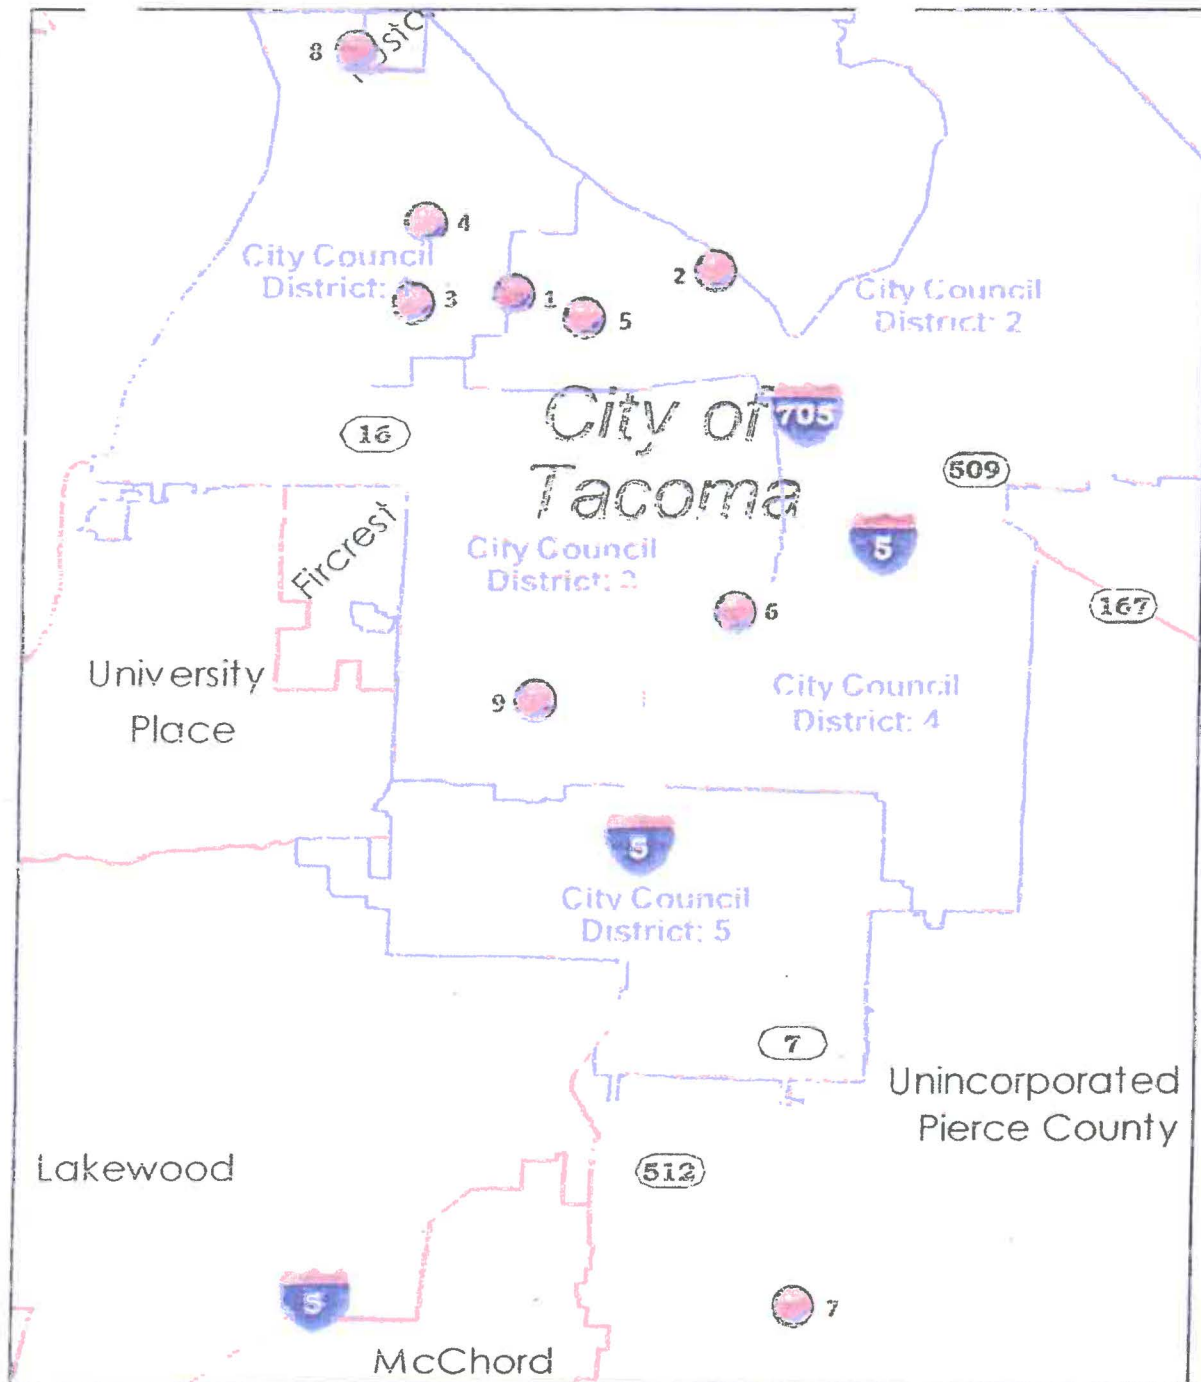 8
4
City Council
District:
3
1
5
2
City Council
District: 2
City of
Tacoma
705
16
509
5
Fircrest
City Council
District:
6
167
University
Place
9
City Council
District: 4
5
City Council
District: 5
7
Unincorporated
Pierce County
Lakewood
512
5
7
McChord